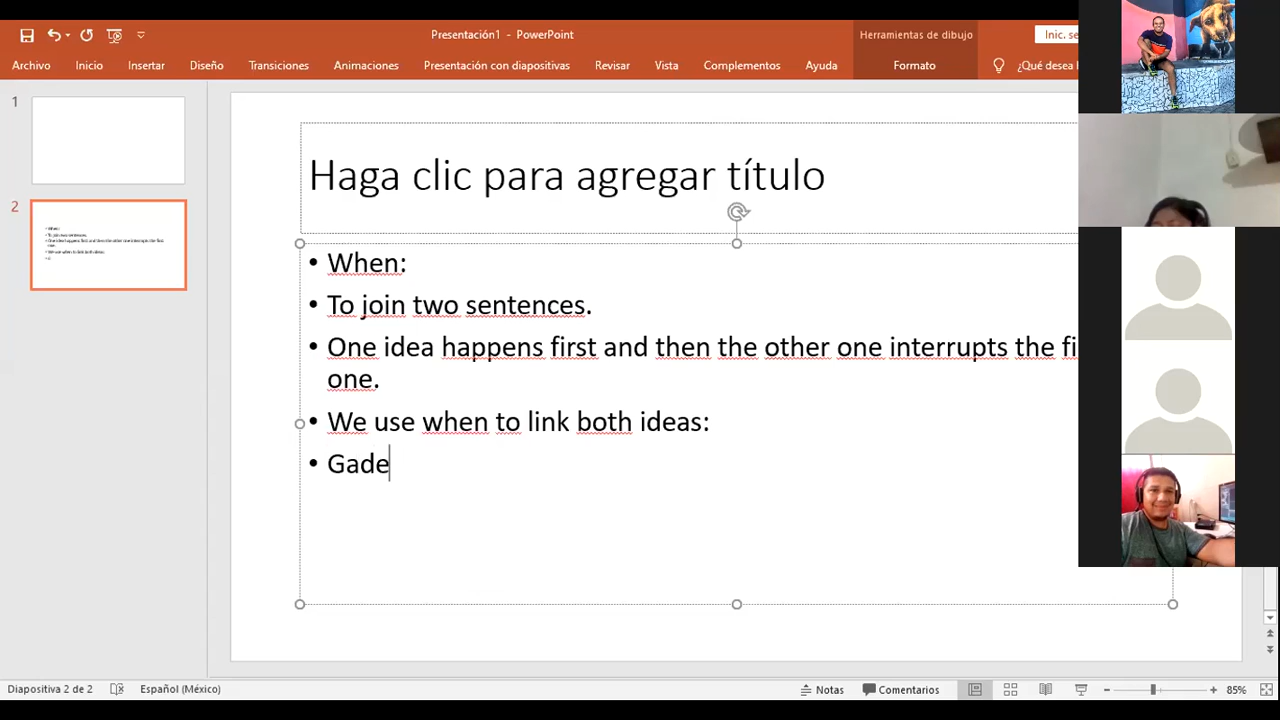 Presentación1 - PowerPoint
Herramientas de dibujo
Inic. se
Archivo Inicio Insertar Diseño Transiciones Animaciones Presentación con diapositivas Revisar Vista Complementos Ayuda Formato ¿Qué desea
1
2
Haga clic para agregar título
• When:
• To join two sentences.
• One idea happens first and then the other one interrupts the fi
one.
• We use when to link both ideas:
• Gade
Diapositiva 2 de 2 Español (México) Notas Comentarios 85%